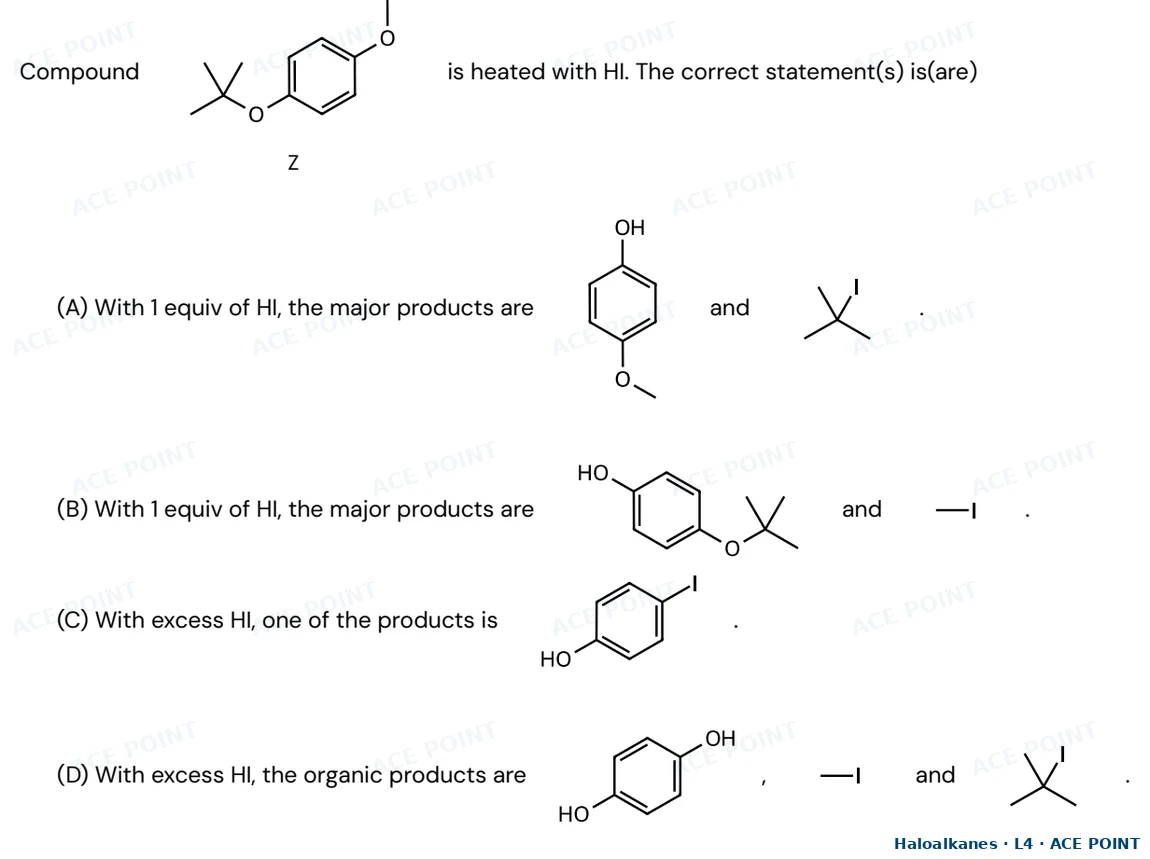 O
Compound is heated with HI. The correct statement(s) is(are)
O
Z
OH
(A) With 1 equiv of HI, the major products are and I .
O
HO
(B) With 1 equiv of HI, the major products are and I .
O
I
(C) With excess HI, one of the products is .
HO
OH I
(D) With excess HI, the organic products are , I and .
HO
Haloalkanes · L4 · ACE POINT
ACE POINT